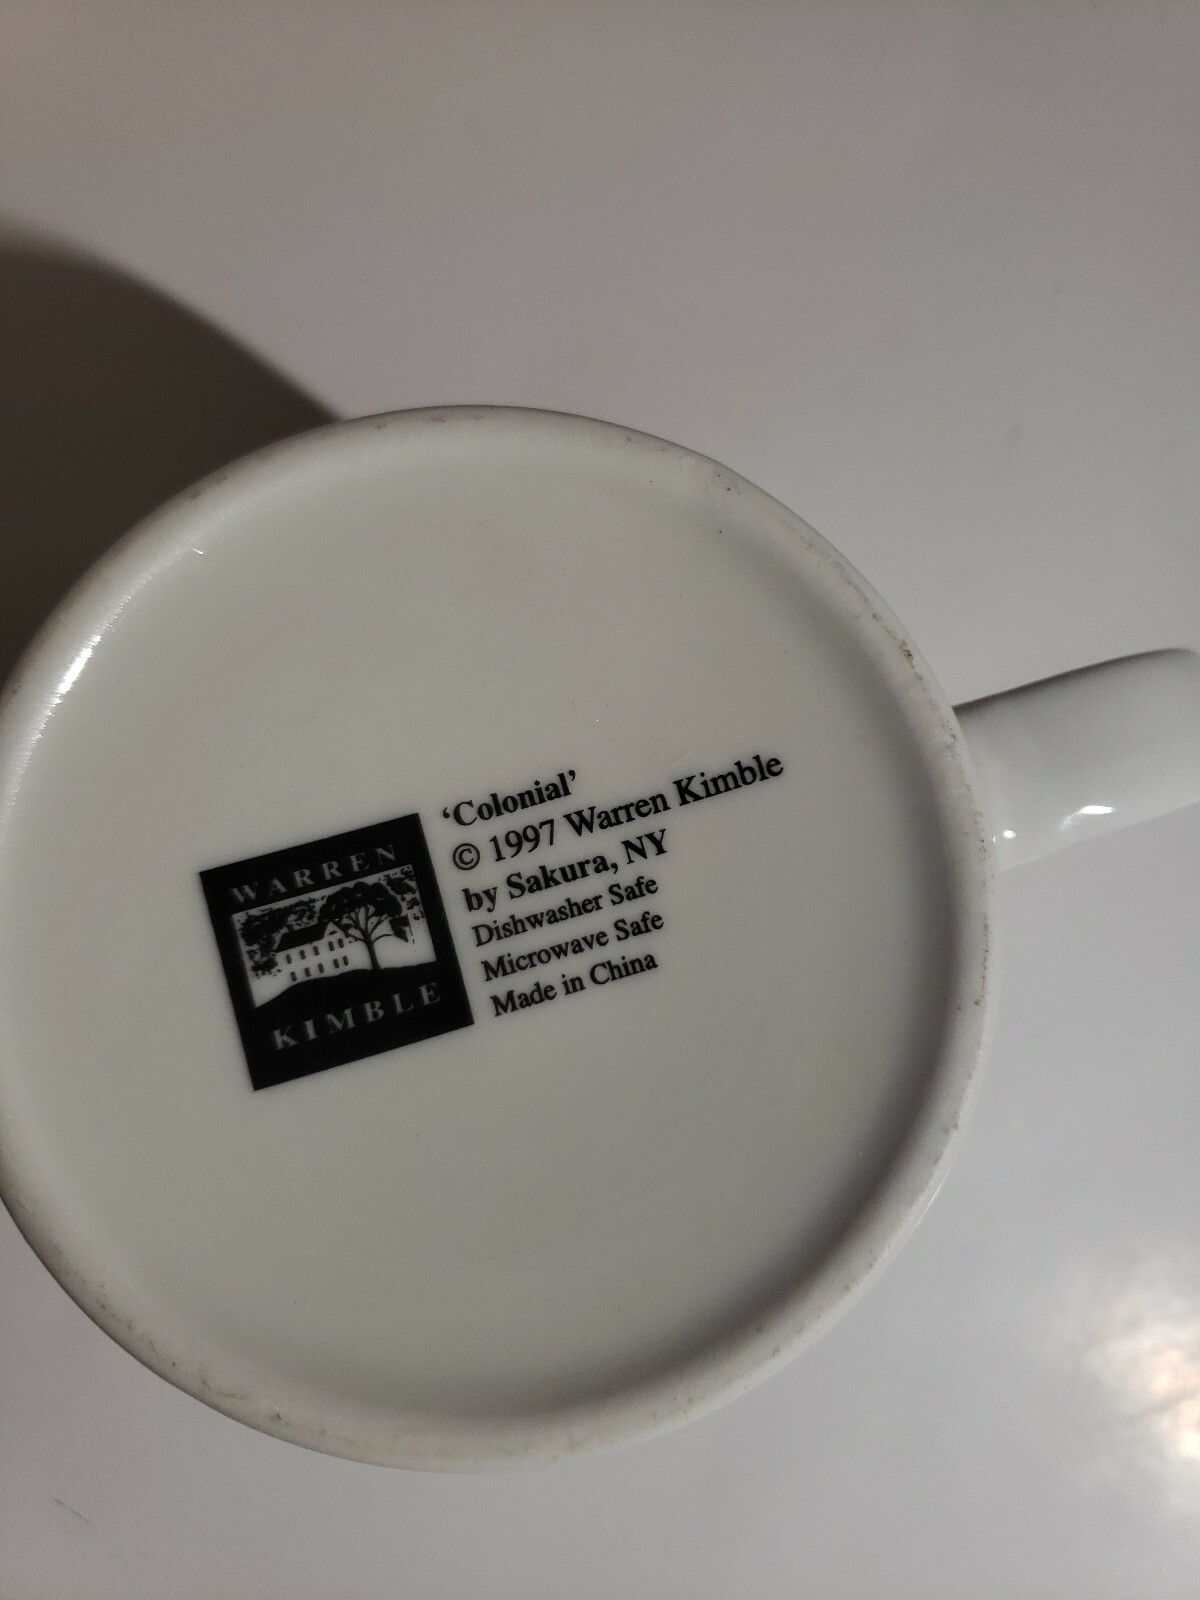 WARREN
KIMBLE
‘Colonial’
© 1997 Warren Kimble
by Sakura, NY
Dishwasher Safe
Microwave Safe
Made in China